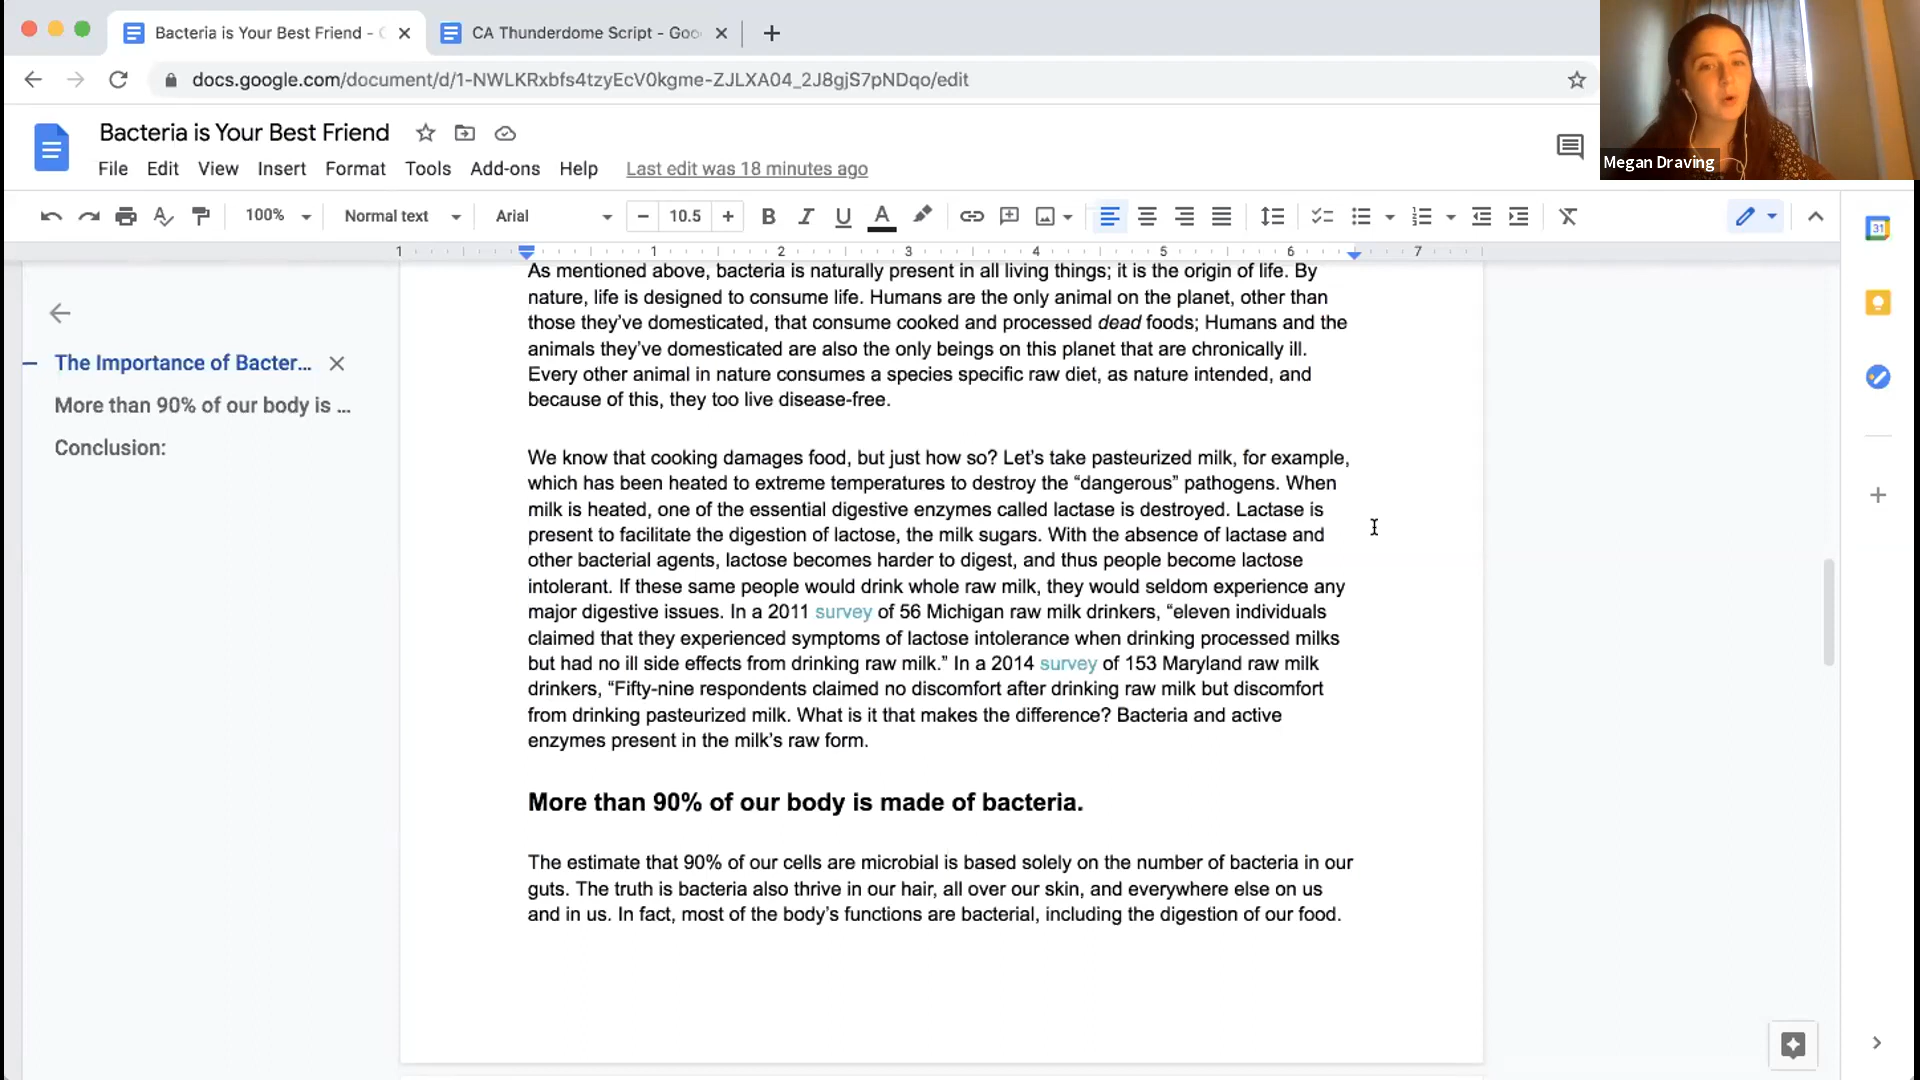 Bacteria is Your Best Friend -
CA Thunderdome Script - Goo
docs.google.com/document/d/1-NWLKRxbfs4tzyEcV0kgme-ZJLXA04_2J8gjS7pNDqo/edit
Megan Draving
Bacteria is Your Best Friend
File Edit View Insert Format Tools Add-ons Help Last edit was 18 minutes ago
100% Normal text Arial 10.5
1 1 2 3 4 5 6 7
31
The Importance of Bacter...
More than 90% of our body is ...
Conclusion:
As mentioned above, bacteria is naturally present in all living things; it is the origin of life. By
nature, life is designed to consume life. Humans are the only animal on the planet, other than
those they've domesticated, that consume cooked and processed dead foods; Humans and the
animals they've domesticated are also the only beings on this planet that are chronically ill.
Every other animal in nature consumes a species specific raw diet, as nature intended, and
because of this, they too live disease-free.
We know that cooking damages food, but just how so? Let's take pasteurized milk, for example,
which has been heated to extreme temperatures to destroy the “dangerous” pathogens. When
milk is heated, one of the essential digestive enzymes called lactase is destroyed. Lactase is
present to facilitate the digestion of lactose, the milk sugars. With the absence of lactase and
other bacterial agents, lactose becomes harder to digest, and thus people become lactose
intolerant. If these same people would drink whole raw milk, they would seldom experience any
major digestive issues. In a 2011 survey of 56 Michigan raw milk drinkers, “eleven individuals
claimed that they experienced symptoms of lactose intolerance when drinking processed milks
but had no ill side effects from drinking raw milk.” In a 2014 survey of 153 Maryland raw milk
drinkers, “Fifty-nine respondents claimed no discomfort after drinking raw milk but discomfort
from drinking pasteurized milk. What is it that makes the difference? Bacteria and active
enzymes present in the milk's raw form.
More than 90% of our body is made of bacteria.
The estimate that 90% of our cells are microbial is based solely on the number of bacteria in our
guts. The truth is bacteria also thrive in our hair, all over our skin, and everywhere else on us
and in us. In fact, most of the body's functions are bacterial, including the digestion of our food.